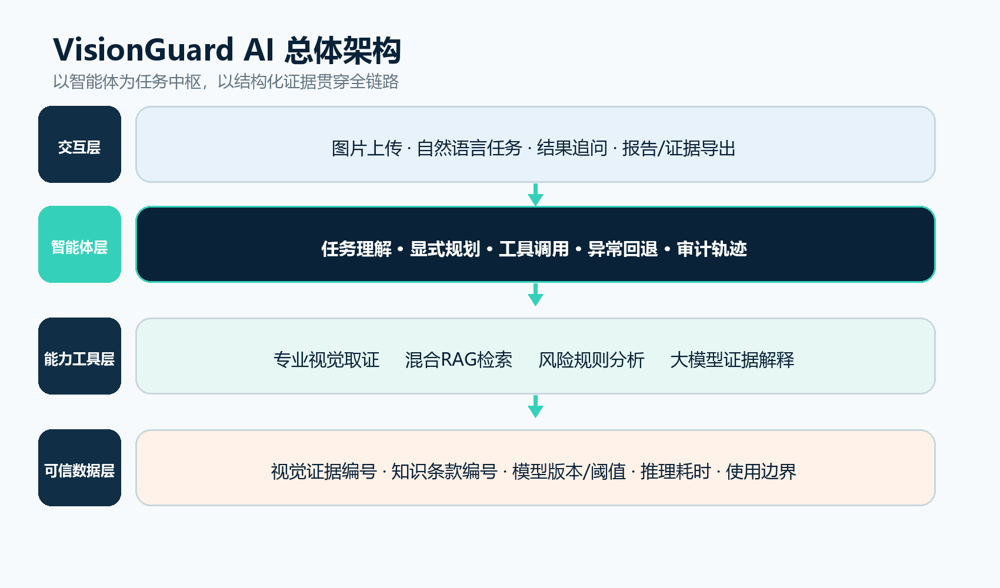 VisionGuard AI 总体架构
以智能体为任务中枢，以结构化证据贯穿全链路
交互层
图片上传 · 自然语言任务 · 结果追问 · 报告/证据导出
智能体层
任务理解 • 显式规划 • 工具调用 • 异常回退 • 审计轨迹
能力工具层
专业视觉取证 混合RAG检索 风险规则分析 大模型证据解释
可信数据层
视觉证据编号 · 知识条款编号 · 模型版本/阈值 · 推理耗时 · 使用边界